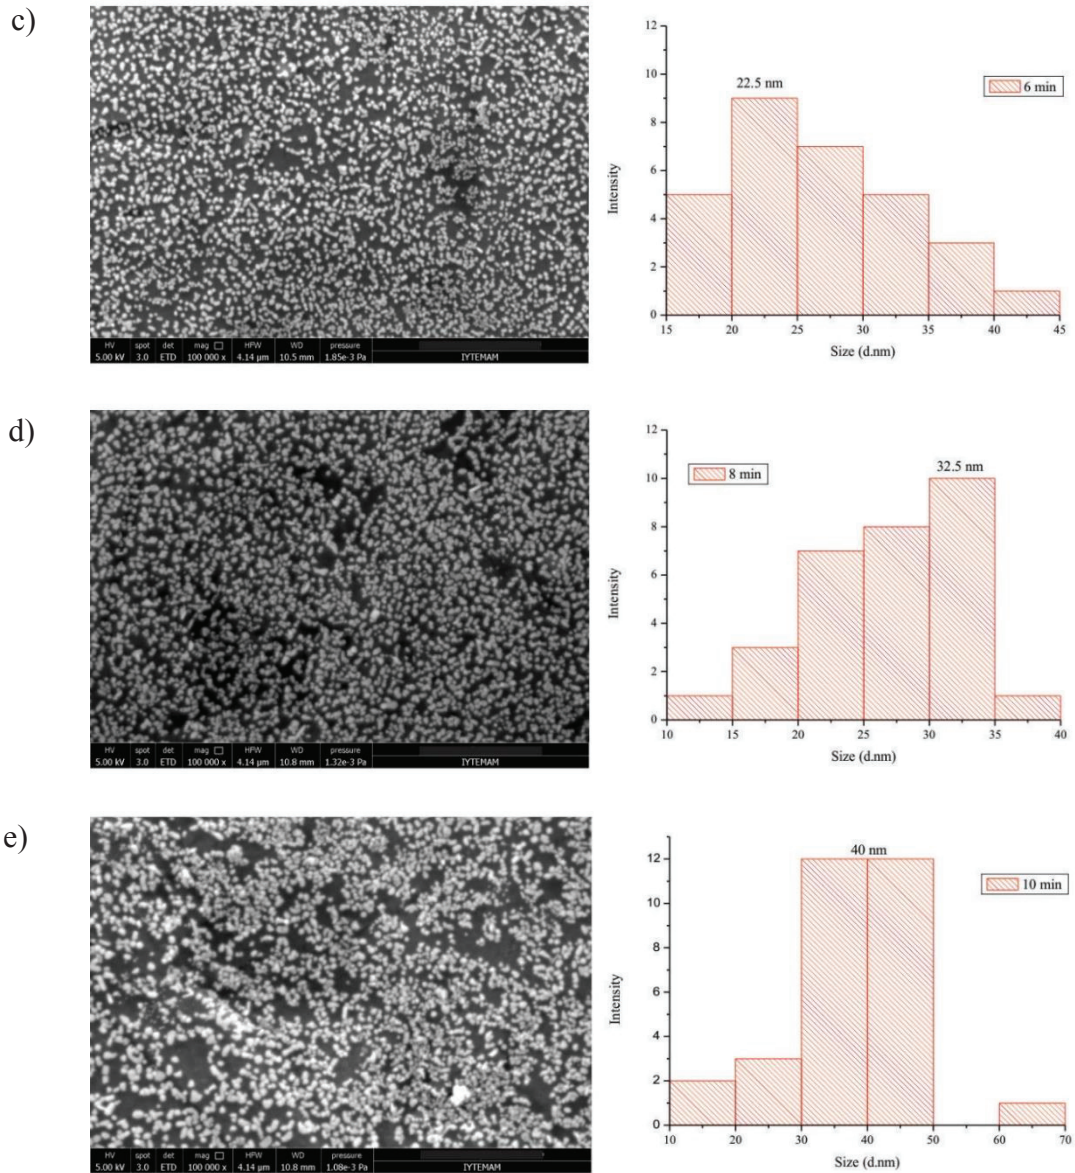 c)
22.5 nm
6 min
12
10
8
6
4
2
0
Intensity
15 20 25 30 35 40 45
Size (d.nm)
HV spot det mag HFW WD pressure
5.00 kV 3.0 ETD 100 000 x 4.14 µm 10.5 mm 1.85e-3 Pa IYTEMAM
d)
32.5 nm
8 min
12
10
8
6
4
2
0
Intensity
10 15 20 25 30 35 40
Size (d.nm)
HV spot det mag HFW WD pressure
5.00 kV 3.0 ETD 100 000 x 4.14 µm 10.8 mm 1.32e-3 Pa IYTEMAM
e)
40 nm
10 min
12
10
8
6
4
2
0
Intensity
10 20 30 40 50 60 70
Size (d.nm)
HV spot det mag HFW WD pressure
5.00 kV 3.0 ETD 100 000 x 4.14 µm 10.8 mm 1.08e-3 Pa IYTEMAM